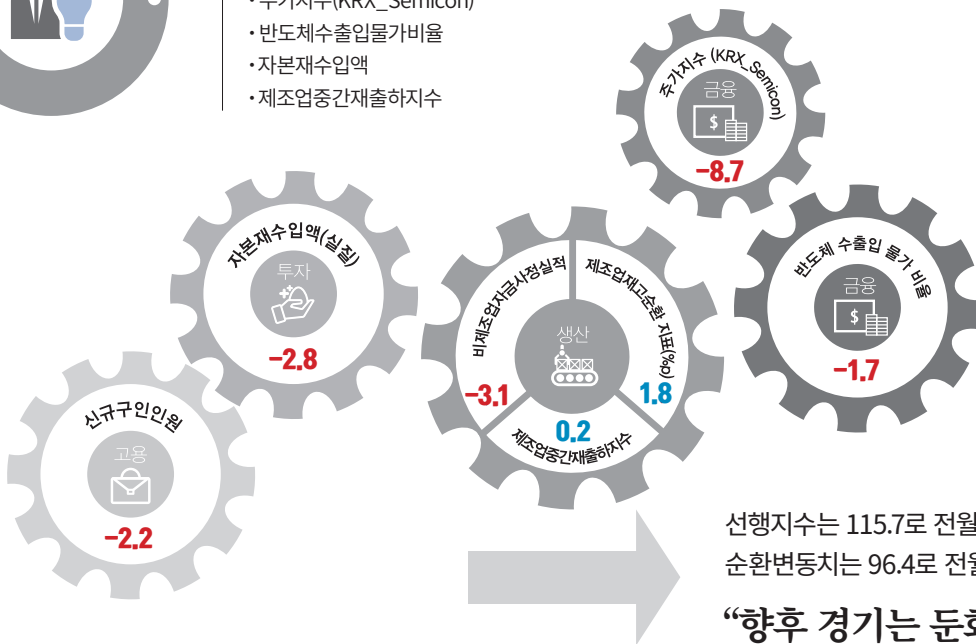 • 주가지수(KRX_Semicon)
• 반도체수출입물가비율
• 자본재수입액
• 제조업중간재출하지수
주가지수 (KRX_Semicon)
금융
$
-8.7
자본재수입액(실질)
투자
-2.8
비제조업자금사정실적
-3.1
제조업재고순환 지표(%p)
1.8
생산
0.2
제조업중간재출하지수
반도체 수출입 물가 비율
금융
$
-1.7
신규구인인원
고용
-2.2
선행지수는 115.7로 전월
순환변동치는 96.4로 전월
“향후 경기는 둔화